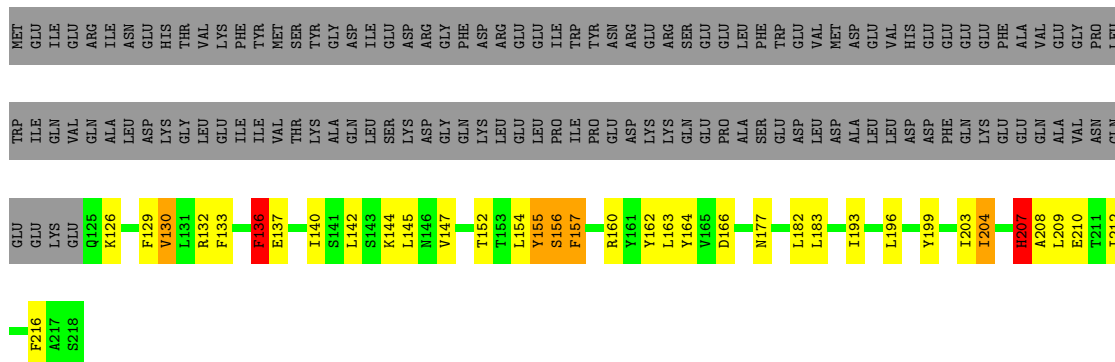 MET GLU ILE GLU ARG ILE ASN GLU HIS THR VAL LYS PHE TYR MET SER TYR GLY ASP ILE GLU ASP ARG GLY PHE ASP ARG GLU GLU ILE TRP TYR ASN ARG GLU ARG SER GLU GLU LEU PHE TRP GLU VAL MET ASP GLU VAL HIS GLU GLU GLU GLU PHE ALA VAL GLU GLY PRO LEU
TRP ILE GLN VAL GLN ALA LEU ASP LYS GLY LEU GLU ILE ILE VAL THR LYS ALA GLN LEU SER LYS ASP GLY GLN LYS LEU GLU LEU PRO ILE PRO GLU ASP LYS LYS GLN GLU PRO ALA SER GLU ASP LEU ASP ALA LEU LEU ASP ASP PHE GLN LYS GLU GLU GLN ALA VAL ASN GLN
GLU GLU LYS GLU Q125 K126 F129 V130 L131 R132 F133 F136 E137 I140 S141 L142 S143 K144 L145 N146 V147 T152 T153 L154 Y155 S156 F157 R160 Y161 Y162 L163 Y164 V165 D166 N177 L182 L183 I193 L196 Y199 I203 I204 H207 A208 L209 E210 T211
F216 A217 S218